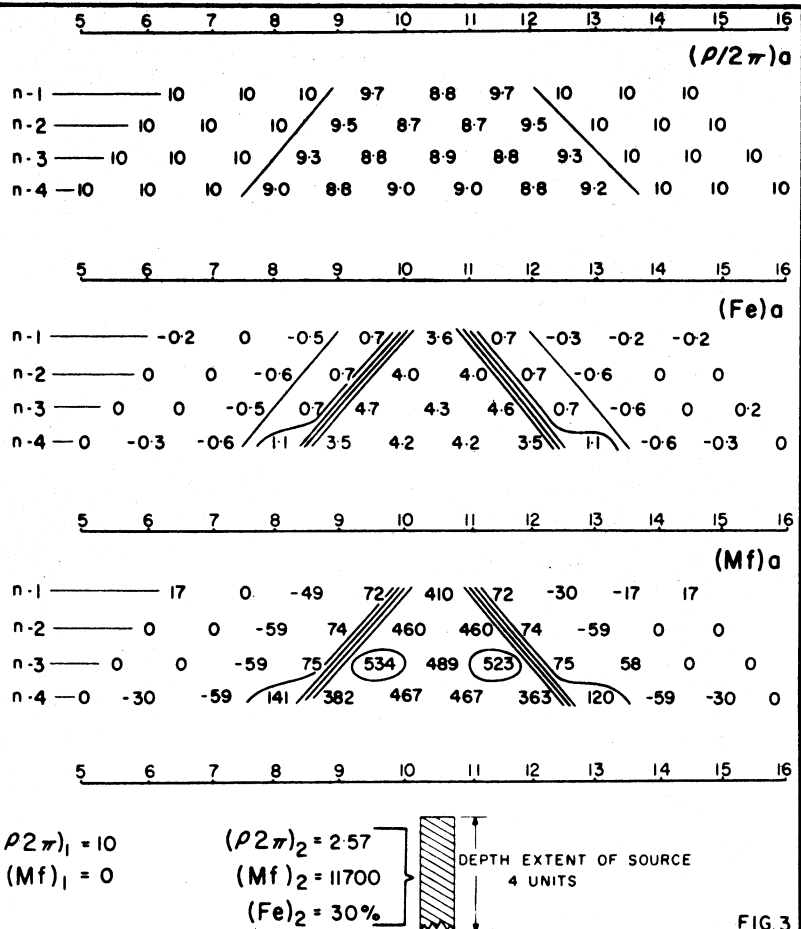 5 6 7 8 9 10 11 12 13 14 15 16
(ρ/2π)a
n-1 10 10 10 9·7 8·8 9·7 10 10 10
n-2 10 10 10 9·5 8·7 8·7 9·5 10 10 10
n-3 10 10 10 9·3 8·8 8·9 8·8 9·3 10 10 10
n-4 10 10 10 9·0 8·8 9·0 9·0 8·8 9·2 10 10 10
5 6 7 8 9 10 11 12 13 14 15 16
(Fe)a
n-1 -0·2 0 -0·5 0·7 3·6 0·7 -0·3 -0·2 -0·2
n-2 0 0 -0·6 0·7 4·0 4·0 0·7 -0·6 0 0
n-3 0 0 -0·5 0·7 4·7 4·3 4·6 0·7 -0·6 0 0·2
n-4 0 -0·3 -0·6 1·1 3·5 4·2 4·2 3·5 1·1 -0·6 -0·3 0
5 6 7 8 9 10 11 12 13 14 15 16
(Mf)a
n-1 17 0 -49 72 410 72 -30 -17 17
n-2 0 0 -59 74 460 460 74 -59 0 0
n-3 0 0 -59 75 534 489 523 75 58 0 0
n-4 0 -30 -59 141 382 467 467 363 120 -59 -30 0
5 6 7 8 9 10 11 12 13 14 15 16
ρ2π)₁ = 10 (ρ2π)₂ = 2·57
(Mf)₁ = 0 (Mf)₂ = 11700
(Fe)₂ = 30%
DEPTH EXTENT OF SOURCE
4 UNITS
FIG. 3